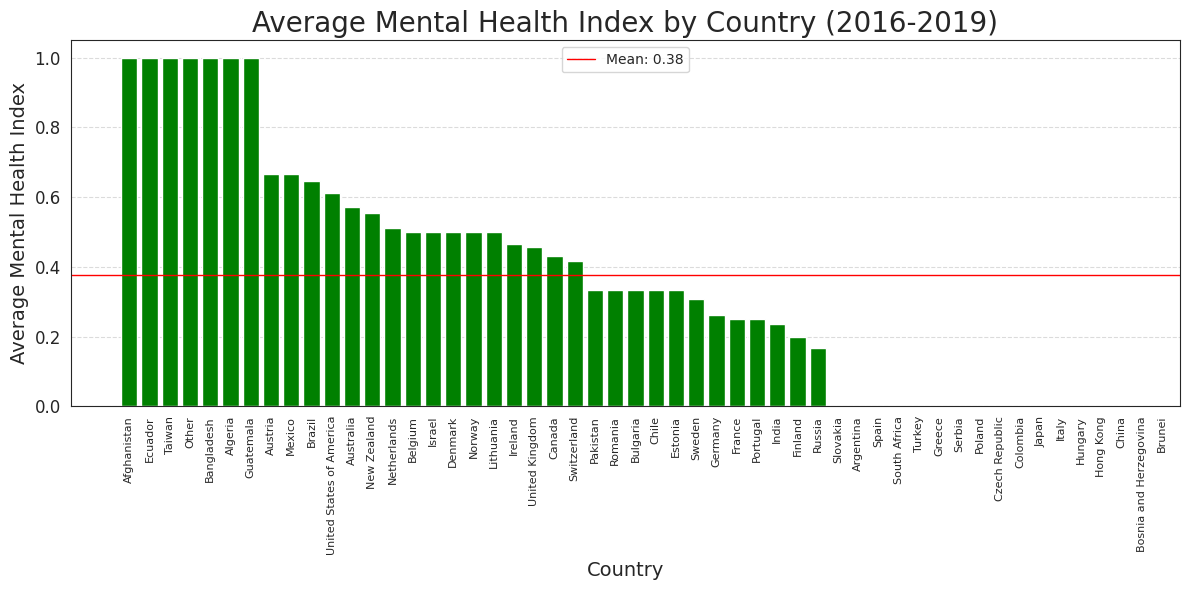 Average Mental Health Index by Country (2016-2019)
Mean: 0.38
Average Mental Health Index
1.0
0.8
0.6
0.4
0.2
0.0
Afghanistan
Ecuador
Taiwan
Other
Bangladesh
Algeria
Guatemala
Austria
Mexico
Brazil
United States of America
Australia
New Zealand
Netherlands
Belgium
Israel
Denmark
Norway
Lithuania
Ireland
United Kingdom
Canada
Switzerland
Pakistan
Romania
Bulgaria
Chile
Estonia
Sweden
Germany
France
Portugal
India
Finland
Russia
Slovakia
Argentina
Spain
South Africa
Turkey
Greece
Serbia
Poland
Czech Republic
Colombia
Japan
Italy
Hungary
Hong Kong
China
Bosnia and Herzegovina
Brunei
Country